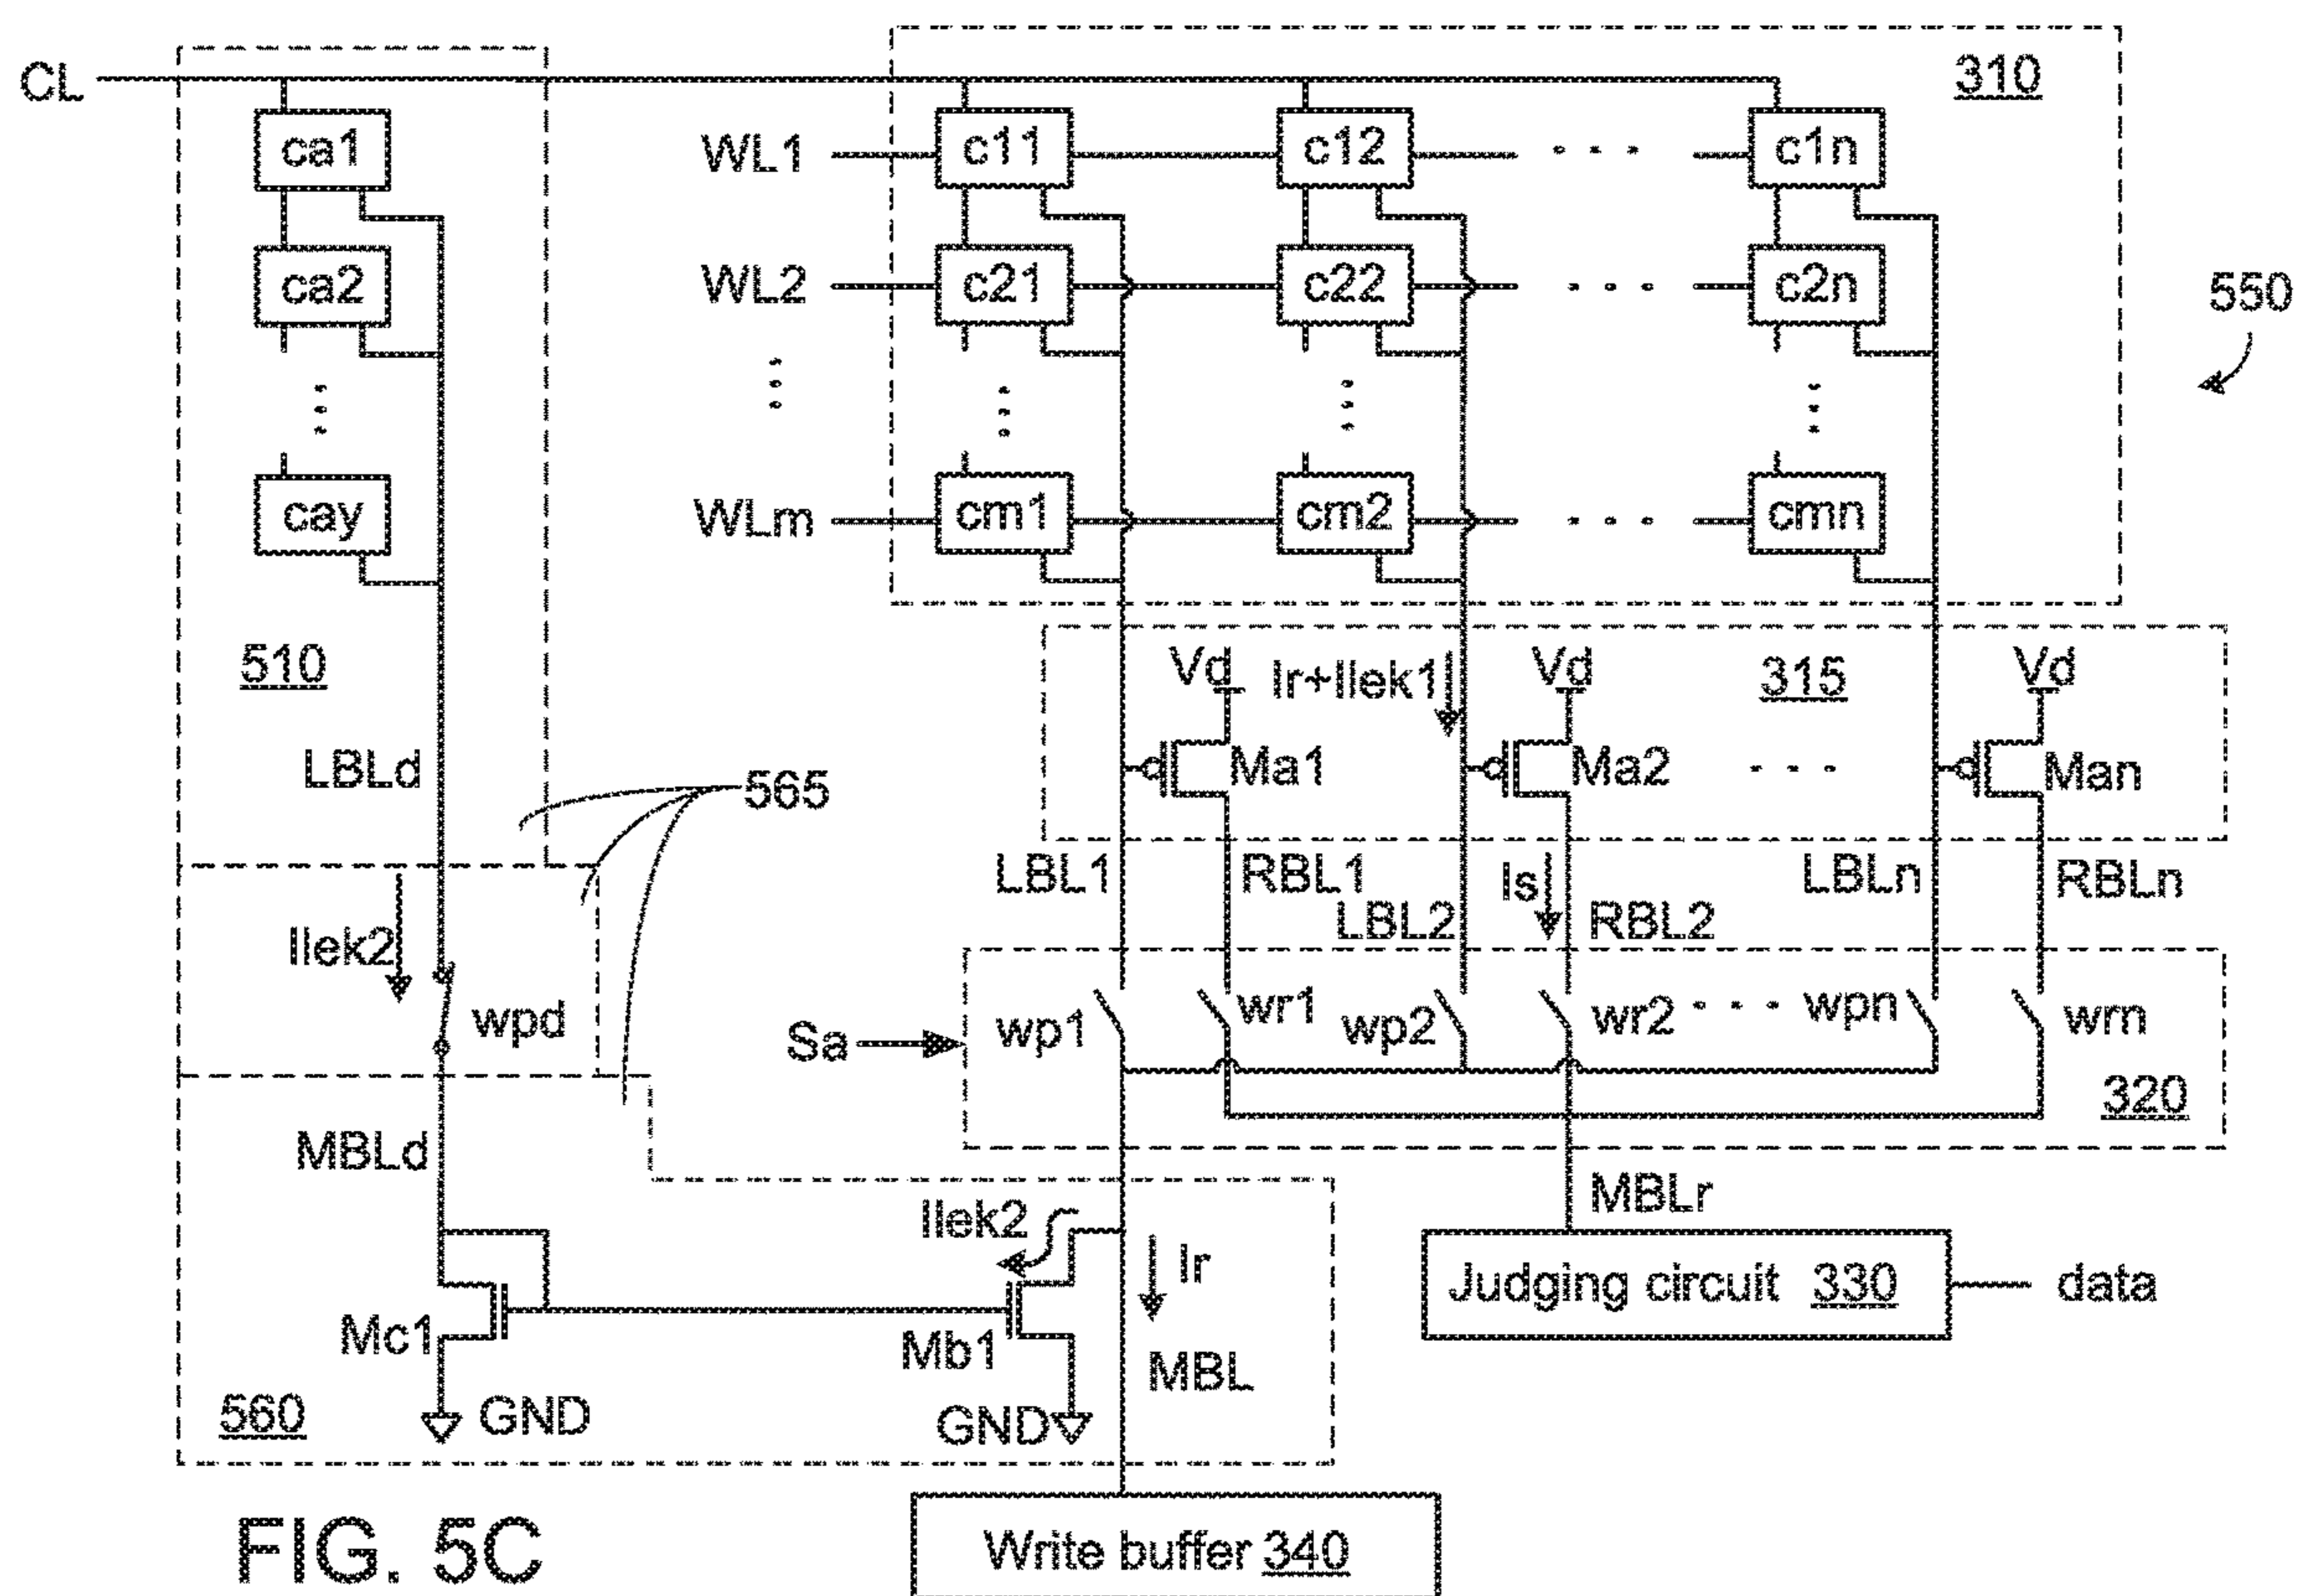 CL
310
ca1
WL1
c11
c12
. . .
c1n
ca2
WL2
c21
c22
. . .
c2n
550
cay
WLm
cm1
cm2
. . .
cmn
510
Vd
Ir+Ilek1
Vd
315
Vd
LBLd
565
Ma1
Ma2
. . .
Man
LBL1
RBL1
LBL2
Is
RBL2
LBLn
RBLn
Ilek2
wpd
Sa
wp1
wr1
wp2
wr2
. . .
wpn
wrn
320
MBLd
MBLr
Ilek2
Ir
Judging circuit 330
data
Mc1
Mb1
MBL
560
GND
GND
FIG. 5C
Write buffer 340